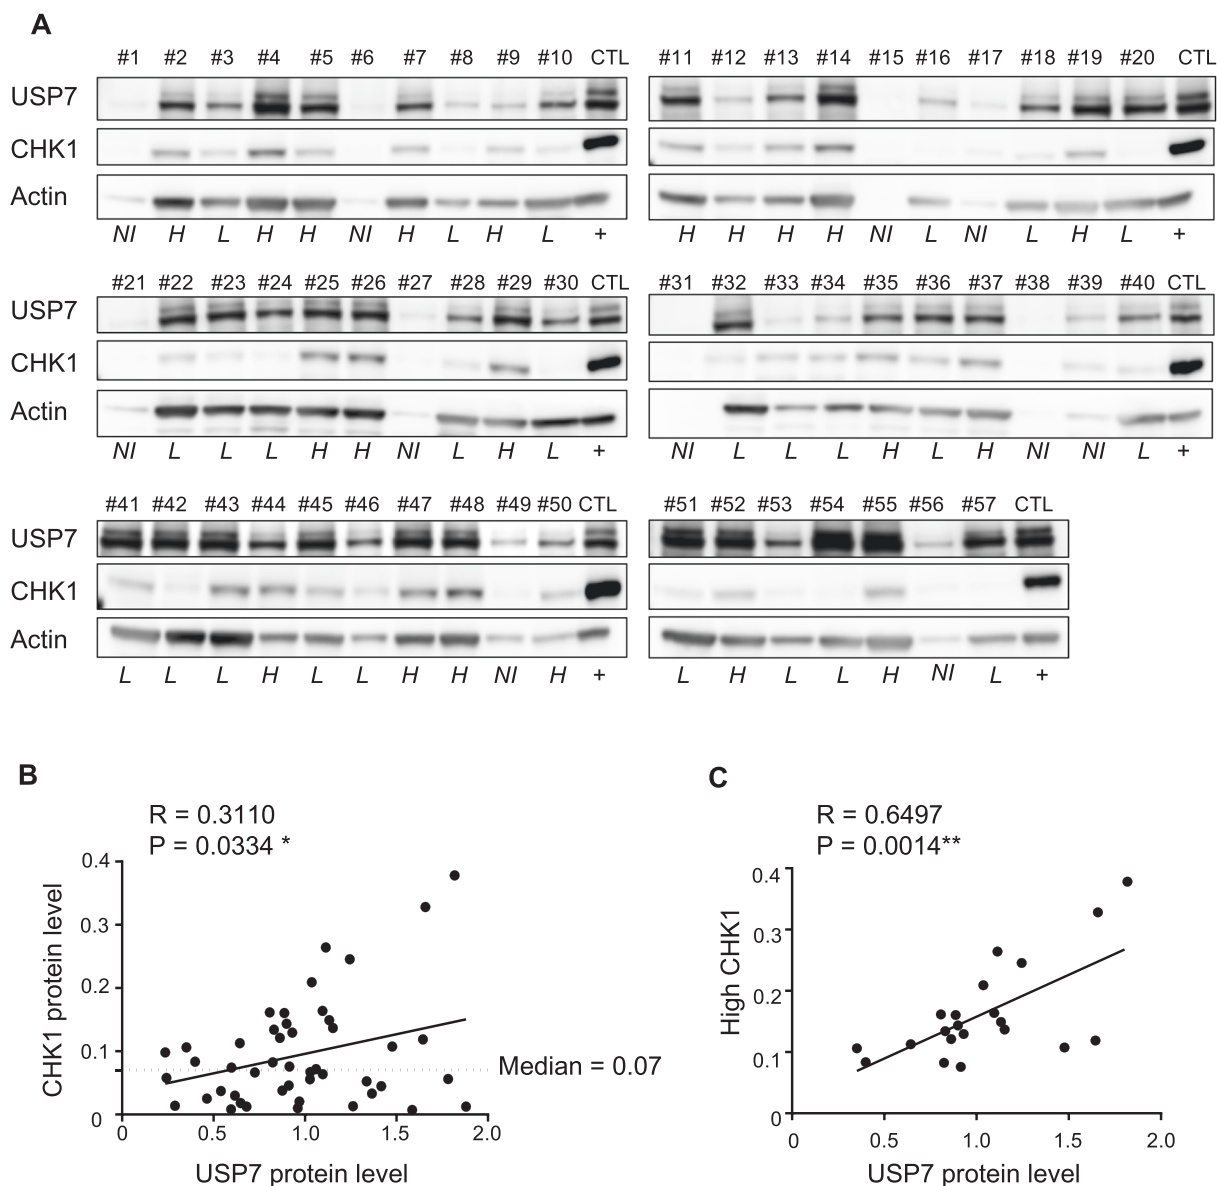 A
#1 #2 #3 #4 #5 #6 #7 #8 #9 #10 CTL
USP7
CHK1
Actin
NI H L H H NI H L H L +
#11 #12 #13 #14 #15 #16 #17 #18 #19 #20 CTL
H H H H NI L NI L H L +
#21 #22 #23 #24 #25 #26 #27 #28 #29 #30 CTL
USP7
CHK1
Actin
NI L L L H H NI L H L +
#31 #32 #33 #34 #35 #36 #37 #38 #39 #40 CTL
NI L L L H L H NI NI L +
#41 #42 #43 #44 #45 #46 #47 #48 #49 #50 CTL
USP7
CHK1
Actin
L L L H L L H H NI H +
#51 #52 #53 #54 #55 #56 #57 CTL
L H L L H NI L +
B
R = 0.3110
P = 0.0334 *
CHK1 protein level
0.4
0.3
0.2
0.1
0
Median = 0.07
0 0.5 1.0 1.5 2.0
USP7 protein level
C
R = 0.6497
P = 0.0014**
High CHK1
0.4
0.3
0.2
0.1
0
0 0.5 1.0 1.5 2.0
USP7 protein level